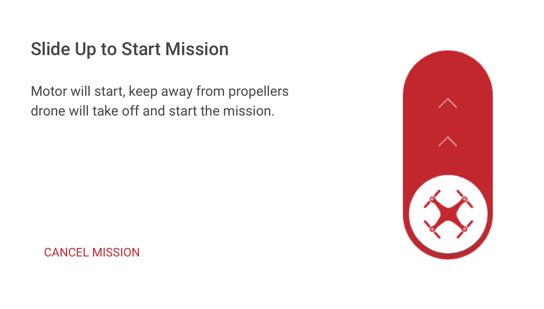 Slide Up to Start Mission
Motor will start, keep away from propellers
drone will take off and start the mission.
CANCEL MISSION